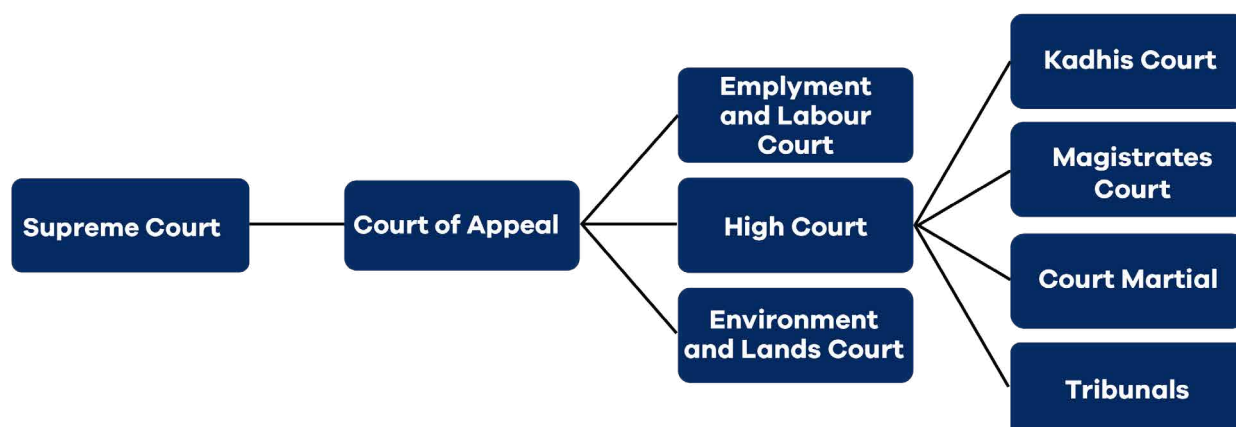 Supreme Court
Court of Appeal
Emplyment
and Labour
Court
High Court
Environment
and Lands Court
Kadhis Court
Magistrates
Court
Court Martial
Tribunals